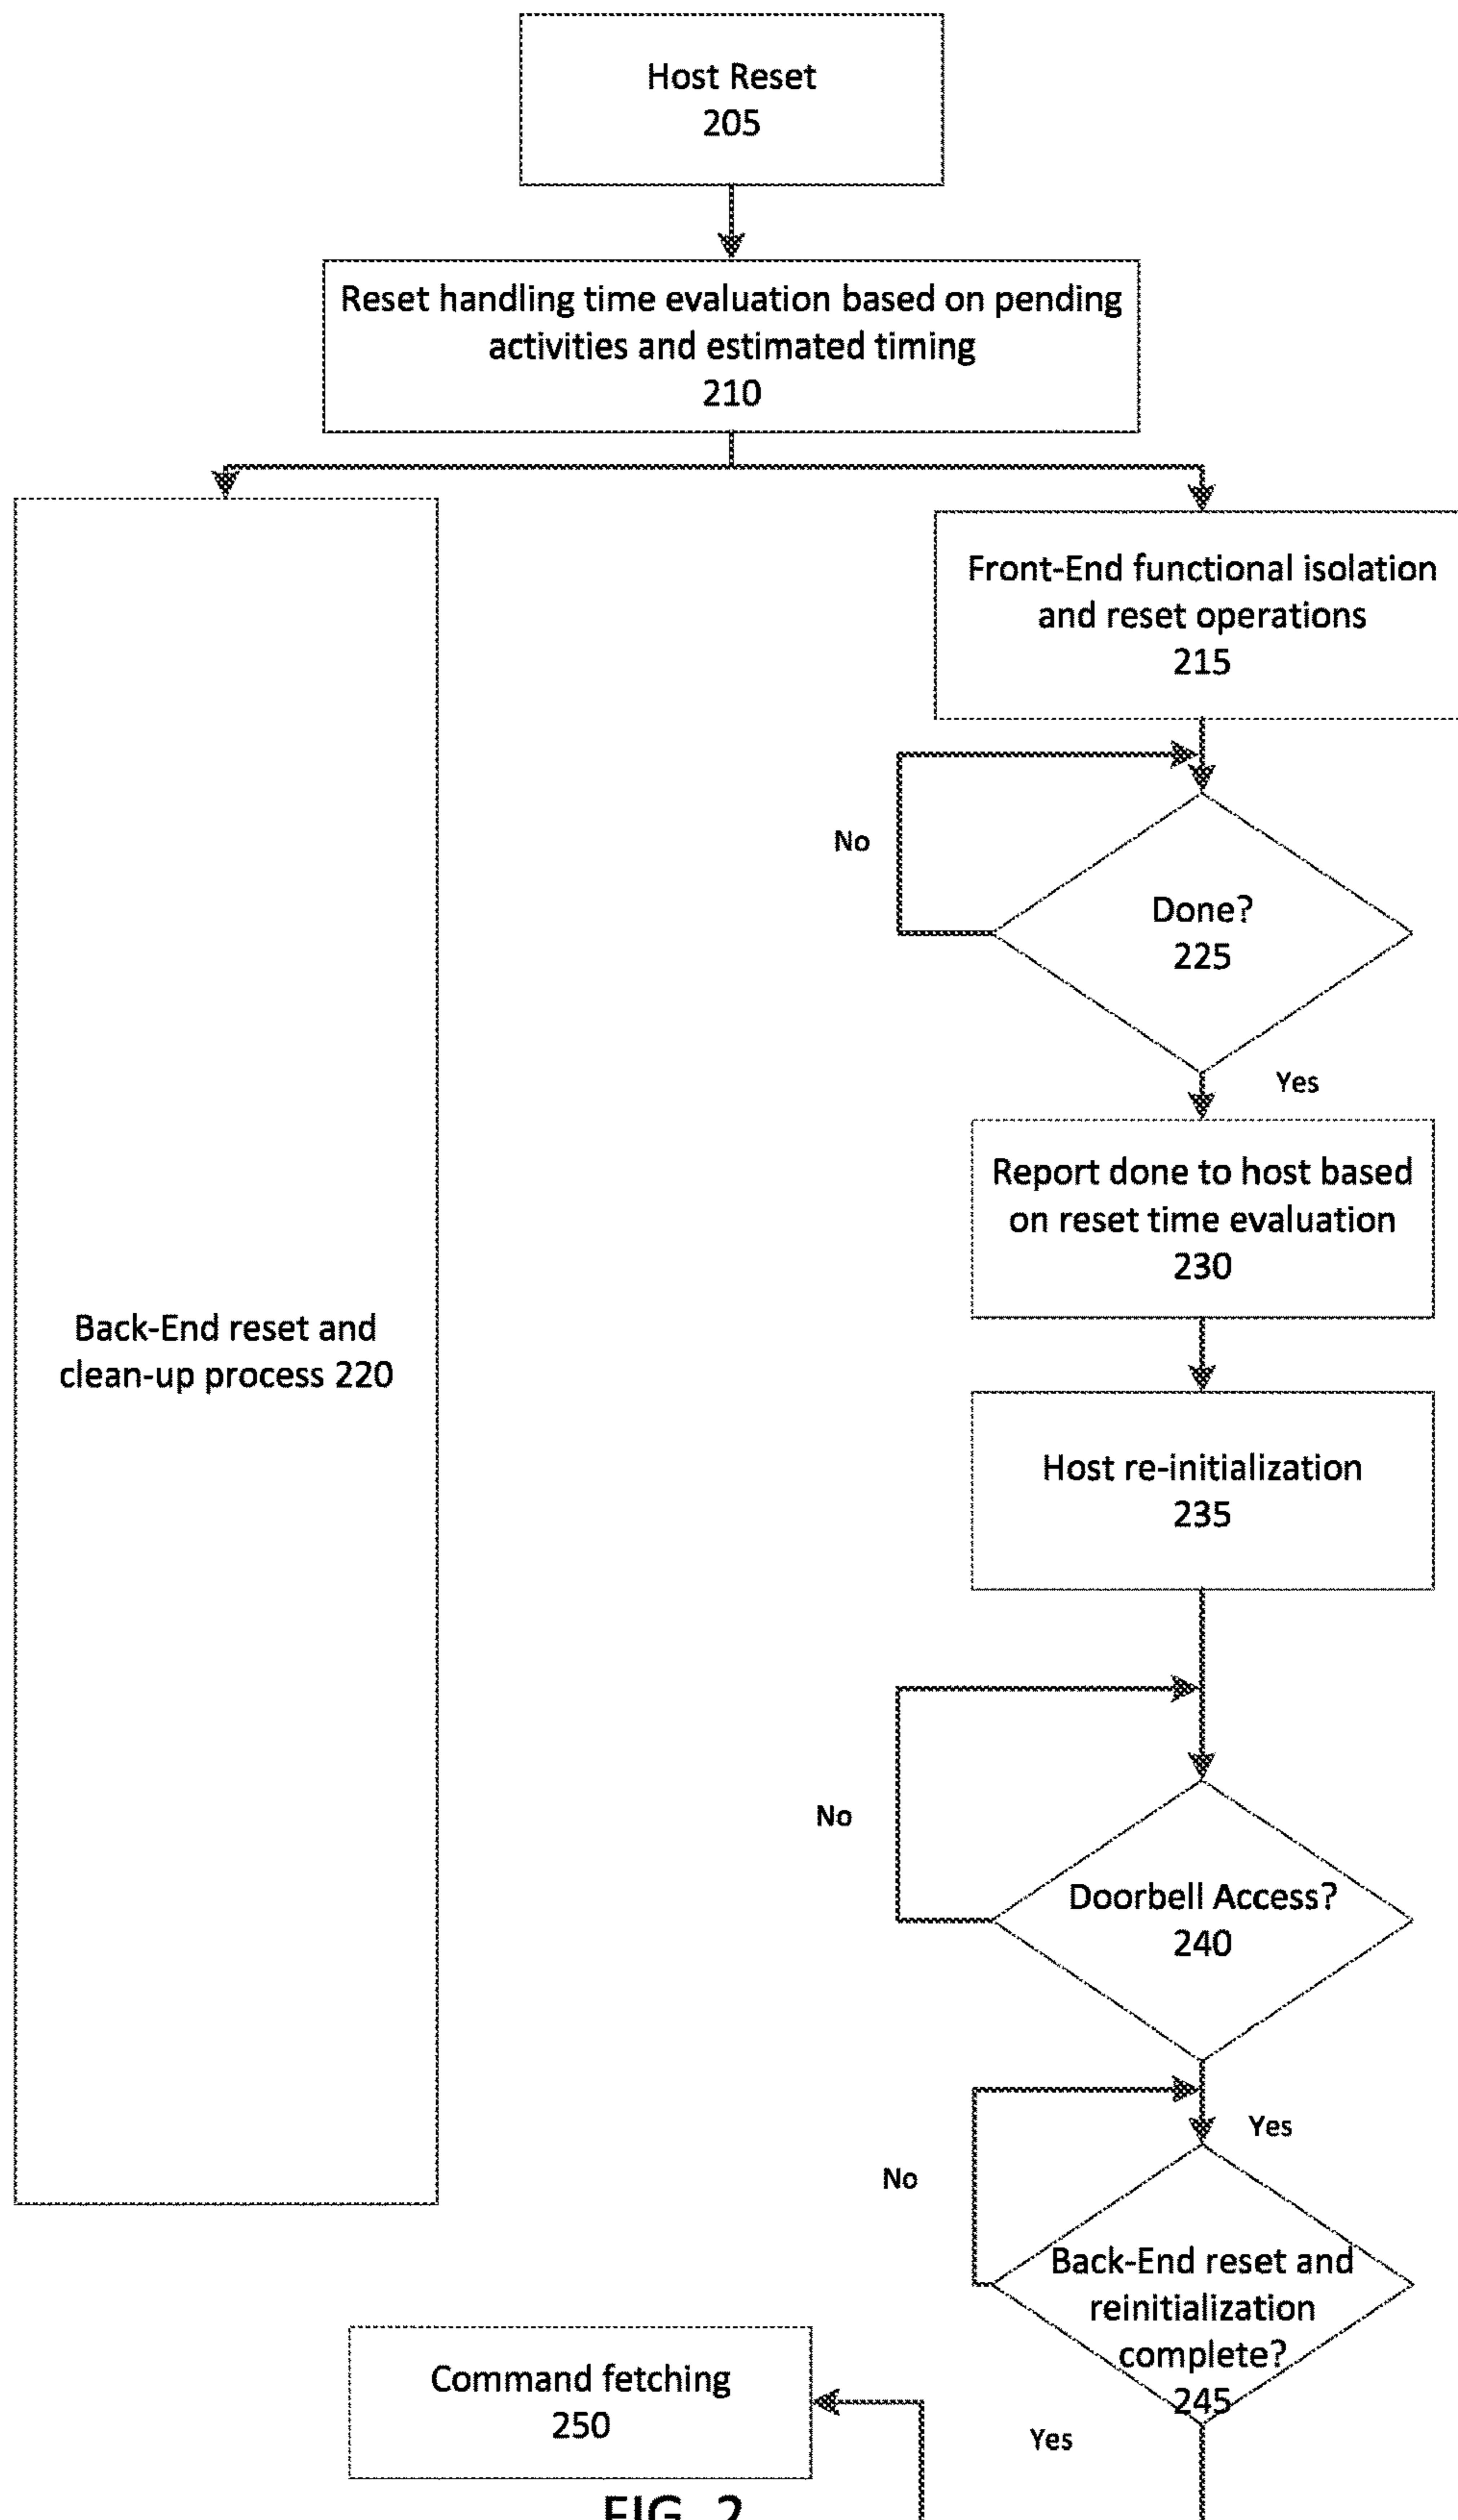 Host Reset
205
Reset handling time evaluation based on pending
activities and estimated timing
210
Front-End functional isolation
and reset operations
215
No
Done?
225
Yes
Report done to host based
on reset time evaluation
230
Back-End reset and
clean-up process 220
Host re-initialization
235
No
Doorbell Access?
240
Yes
No
Back-End reset and
reinitialization
complete?
245
Command fetching
250
Yes
FIG. 2